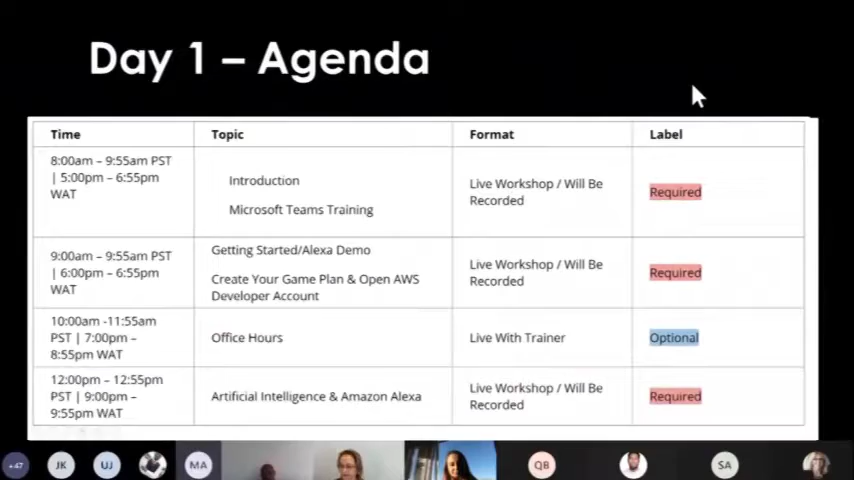 Day 1 – Agenda
Time Topic Format Label
8:00am – 9:55am PST
| 5:00pm – 6:55pm
WAT
Introduction
Microsoft Teams Training
Live Workshop / Will Be
Recorded
Required
9:00am – 9:55am PST
| 6:00pm – 6:55pm
WAT
Getting Started/Alexa Demo
Create Your Game Plan & Open AWS
Developer Account
Live Workshop / Will Be
Recorded
Required
10:00am -11:55am
PST | 7:00pm –
8:55pm WAT
Office Hours
Live With Trainer
Optional
12:00pm – 12:55pm
PST | 9:00pm –
9:55pm WAT
Artificial Intelligence & Amazon Alexa
Live Workshop / Will Be
Recorded
Required
+47 JK UJ MA QB SA